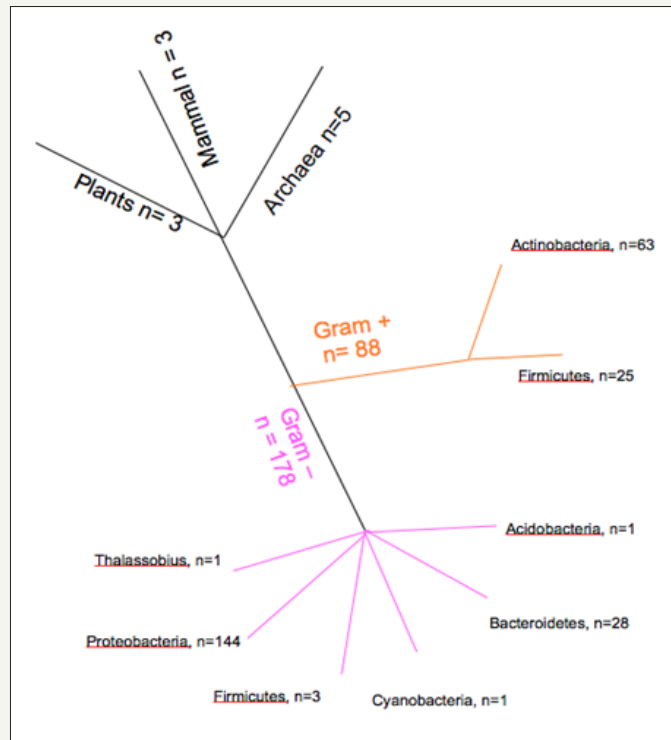 Mammal n = 3
Archaea n=5
Plants n= 3
Actinobacteria, n=63
Gram +
n= 88
Firmicutes, n=25
Gram –
n = 178
Acidobacteria, n=1
Thalassobius, n=1
Bacteroidetes, n=28
Proteobacteria, n=144
Firmicutes, n=3
Cyanobacteria, n=1